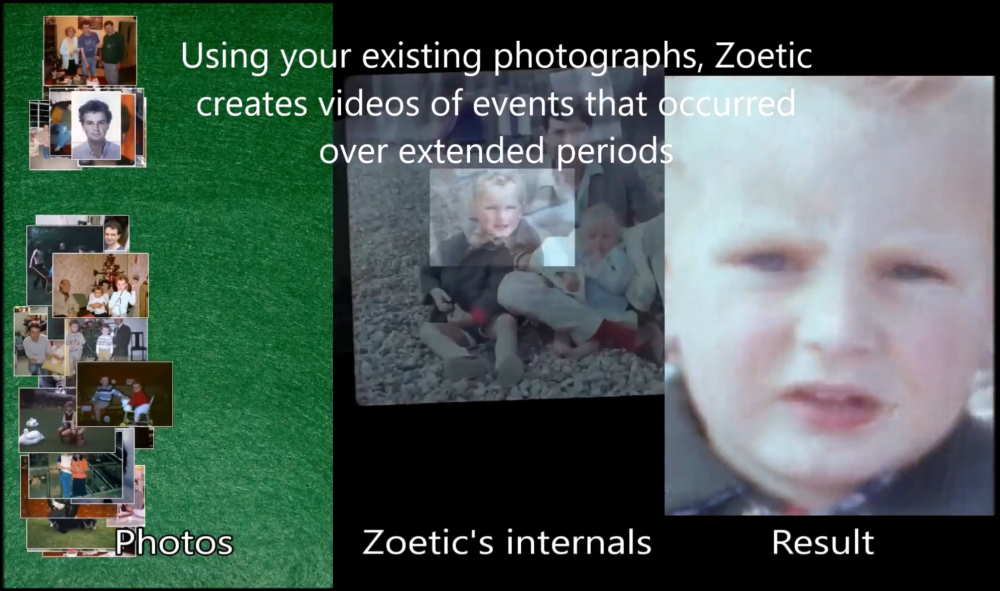 Using your existing photographs, Zoetic
creates videos of events that occurred
over extended periods
Photos
Zoetic's internals
Result